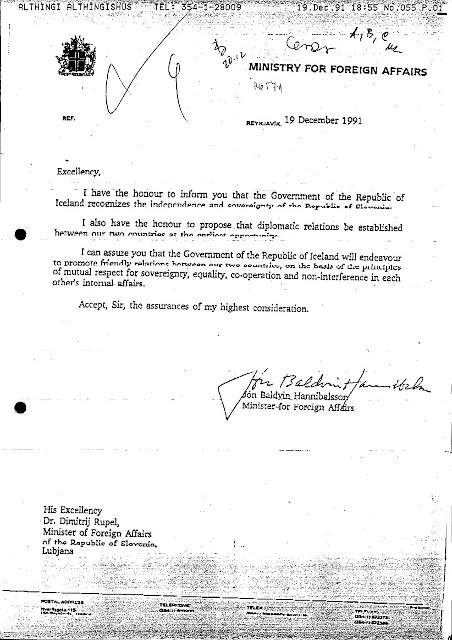 ALTHINGI ALTHINGISHUS TEL: 354-1-28009 19.Dec.91 18:55 No.055 P.01
A, B, C
20.12
MINISTRY FOR FOREIGN AFFAIRS
REF.
REYKJAVÍK, 19 December 1991
Excellency,
I have the honour to inform you that the Government of the Republic of
Iceland recognizes the independence and sovereignty of the Republic of Slovenia.
I also have the honour to propose that diplomatic relations be established
between our two countries at the earliest opportunity.
I can assure you that the Government of the Republic of Iceland will endeavour
to promote friendly relations between our two countries, on the basis of the principles
of mutual respect for sovereignty, equality, co-operation and non-interference in each
other's internal affairs.
Accept, Sir, the assurances of my highest consideration.
Jón Baldvin Hannibalsson
Jón Baldvin Hannibalsson
Minister for Foreign Affairs
His Excellency
Dr. Dimitrij Rupel,
Minister of Foreign Affairs
of the Republic of Slovenia,
Lubjana
POSTAL ADDRESS
TELEPHONE
TELEX
TELEFAX